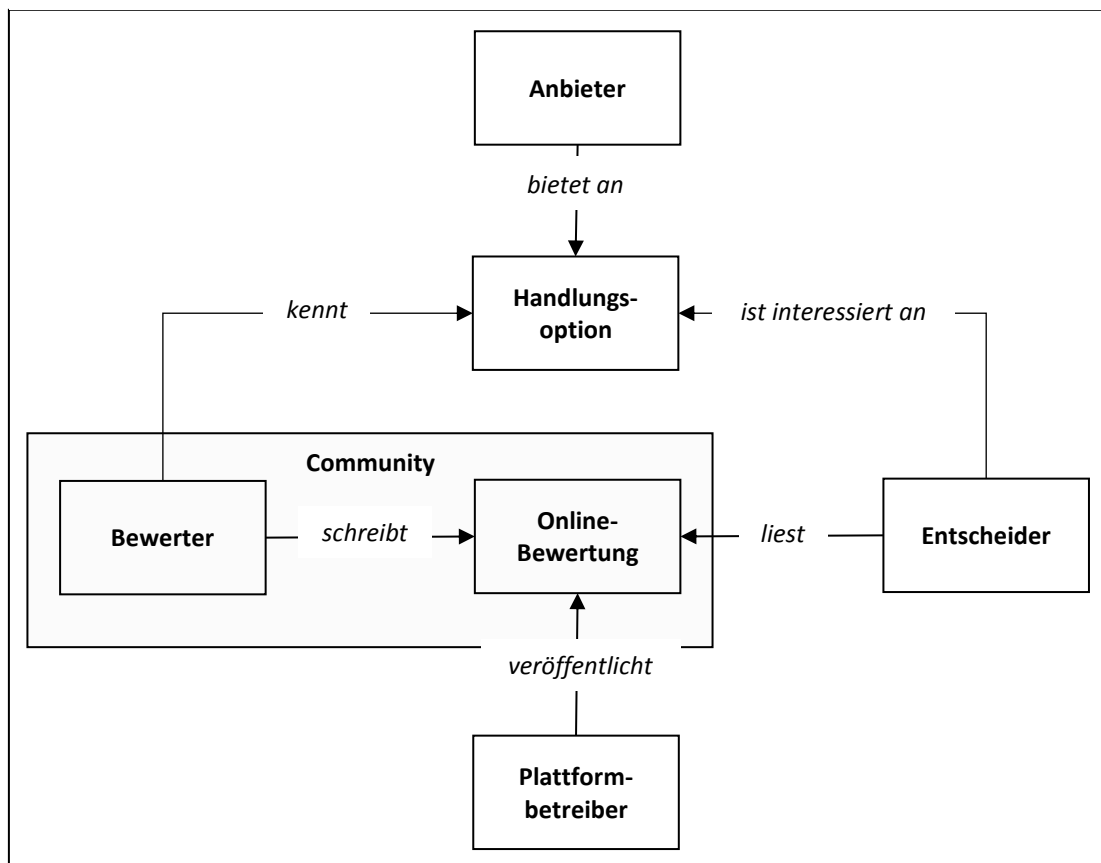 Anbieter
bietet an
Handlungs-
option
kennt
ist interessiert an
Community
Bewerter
schreibt
Online-
Bewertung
liest
Entscheider
veröffentlicht
Plattform-
betreiber